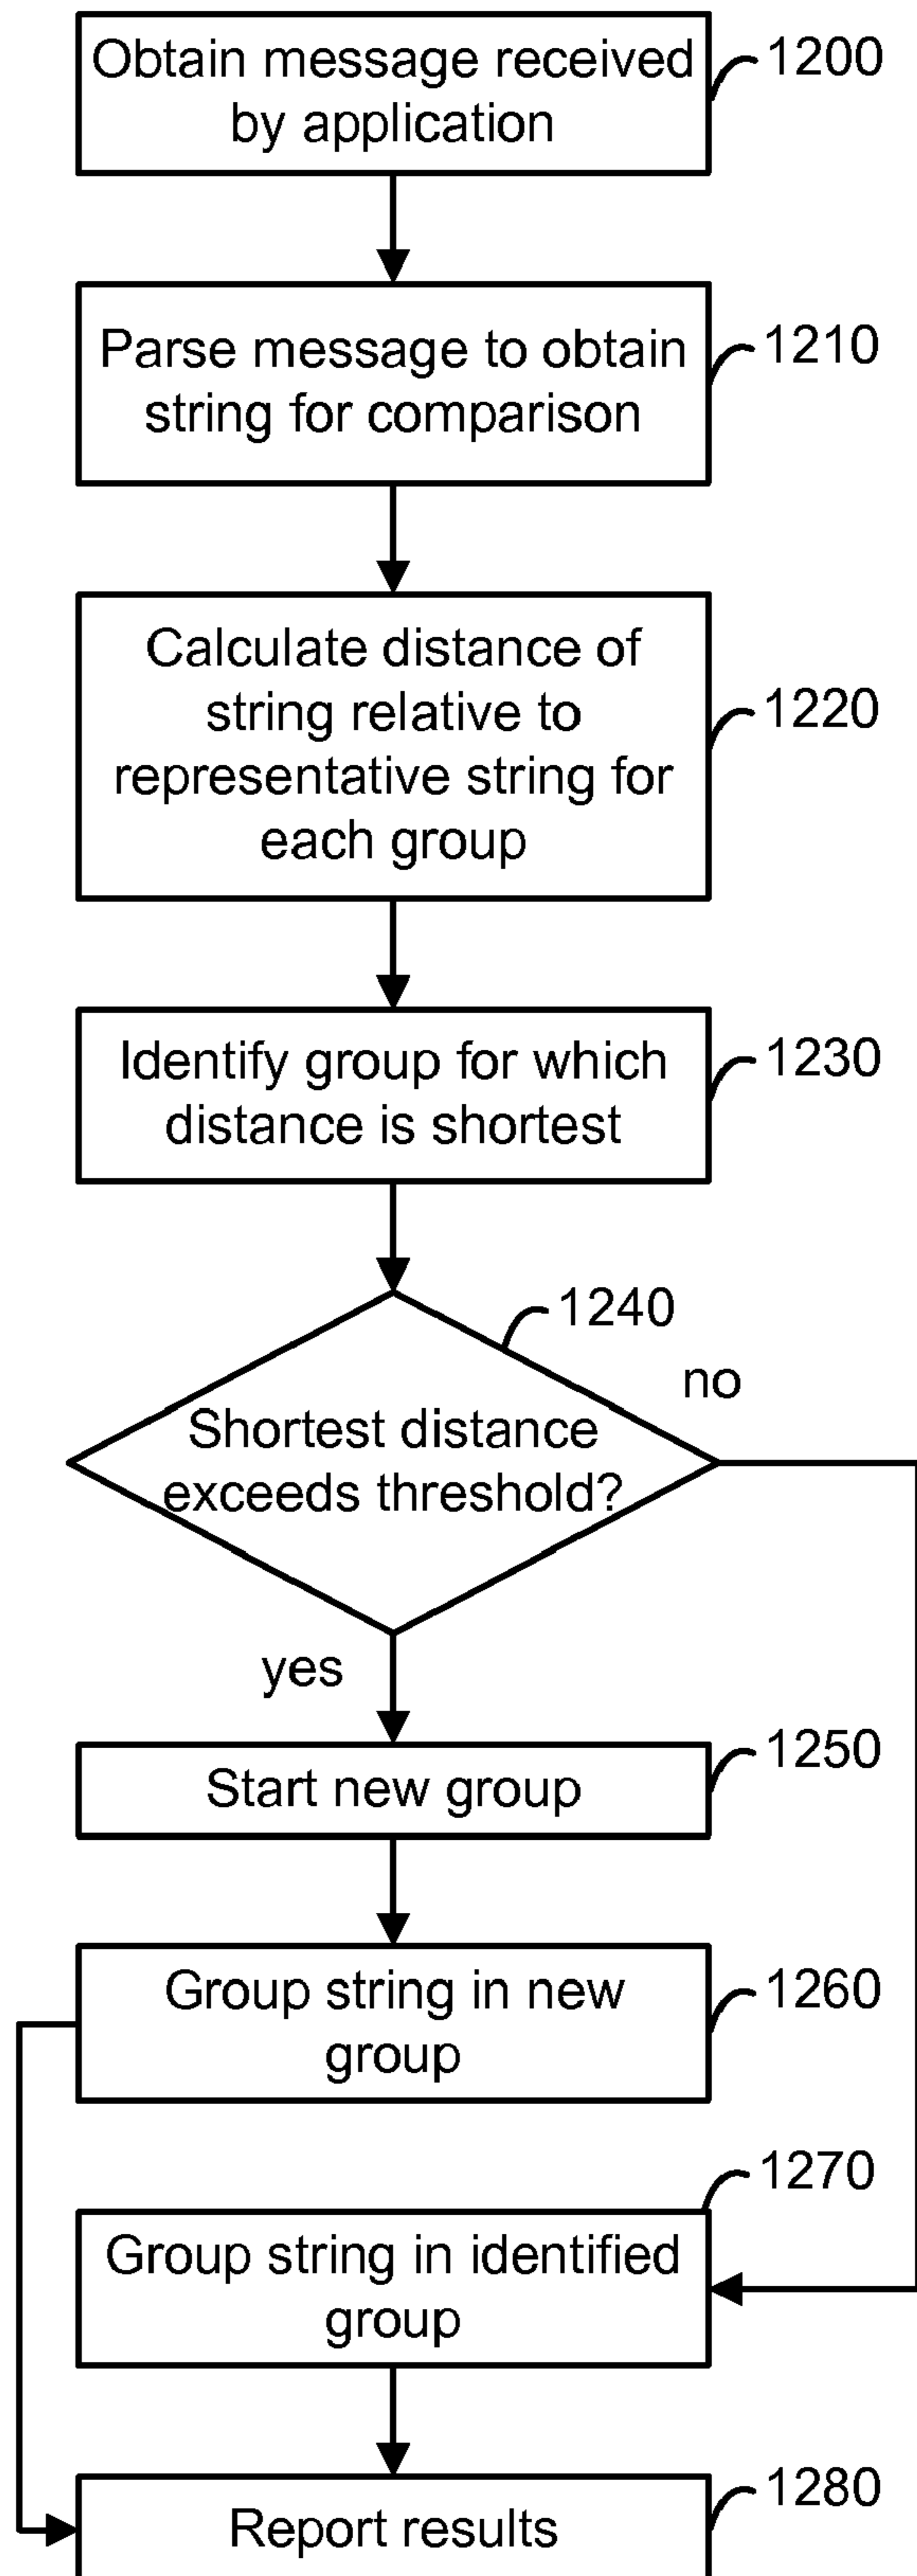 Obtain message received
by application
1200
Parse message to obtain
string for comparison
1210
Calculate distance of
string relative to
representative string for
each group
1220
Identify group for which
distance is shortest
1230
1240
no
Shortest distance
exceeds threshold?
yes
Start new group
1250
Group string in new
group
1260
1270
Group string in identified
group
Report results
1280